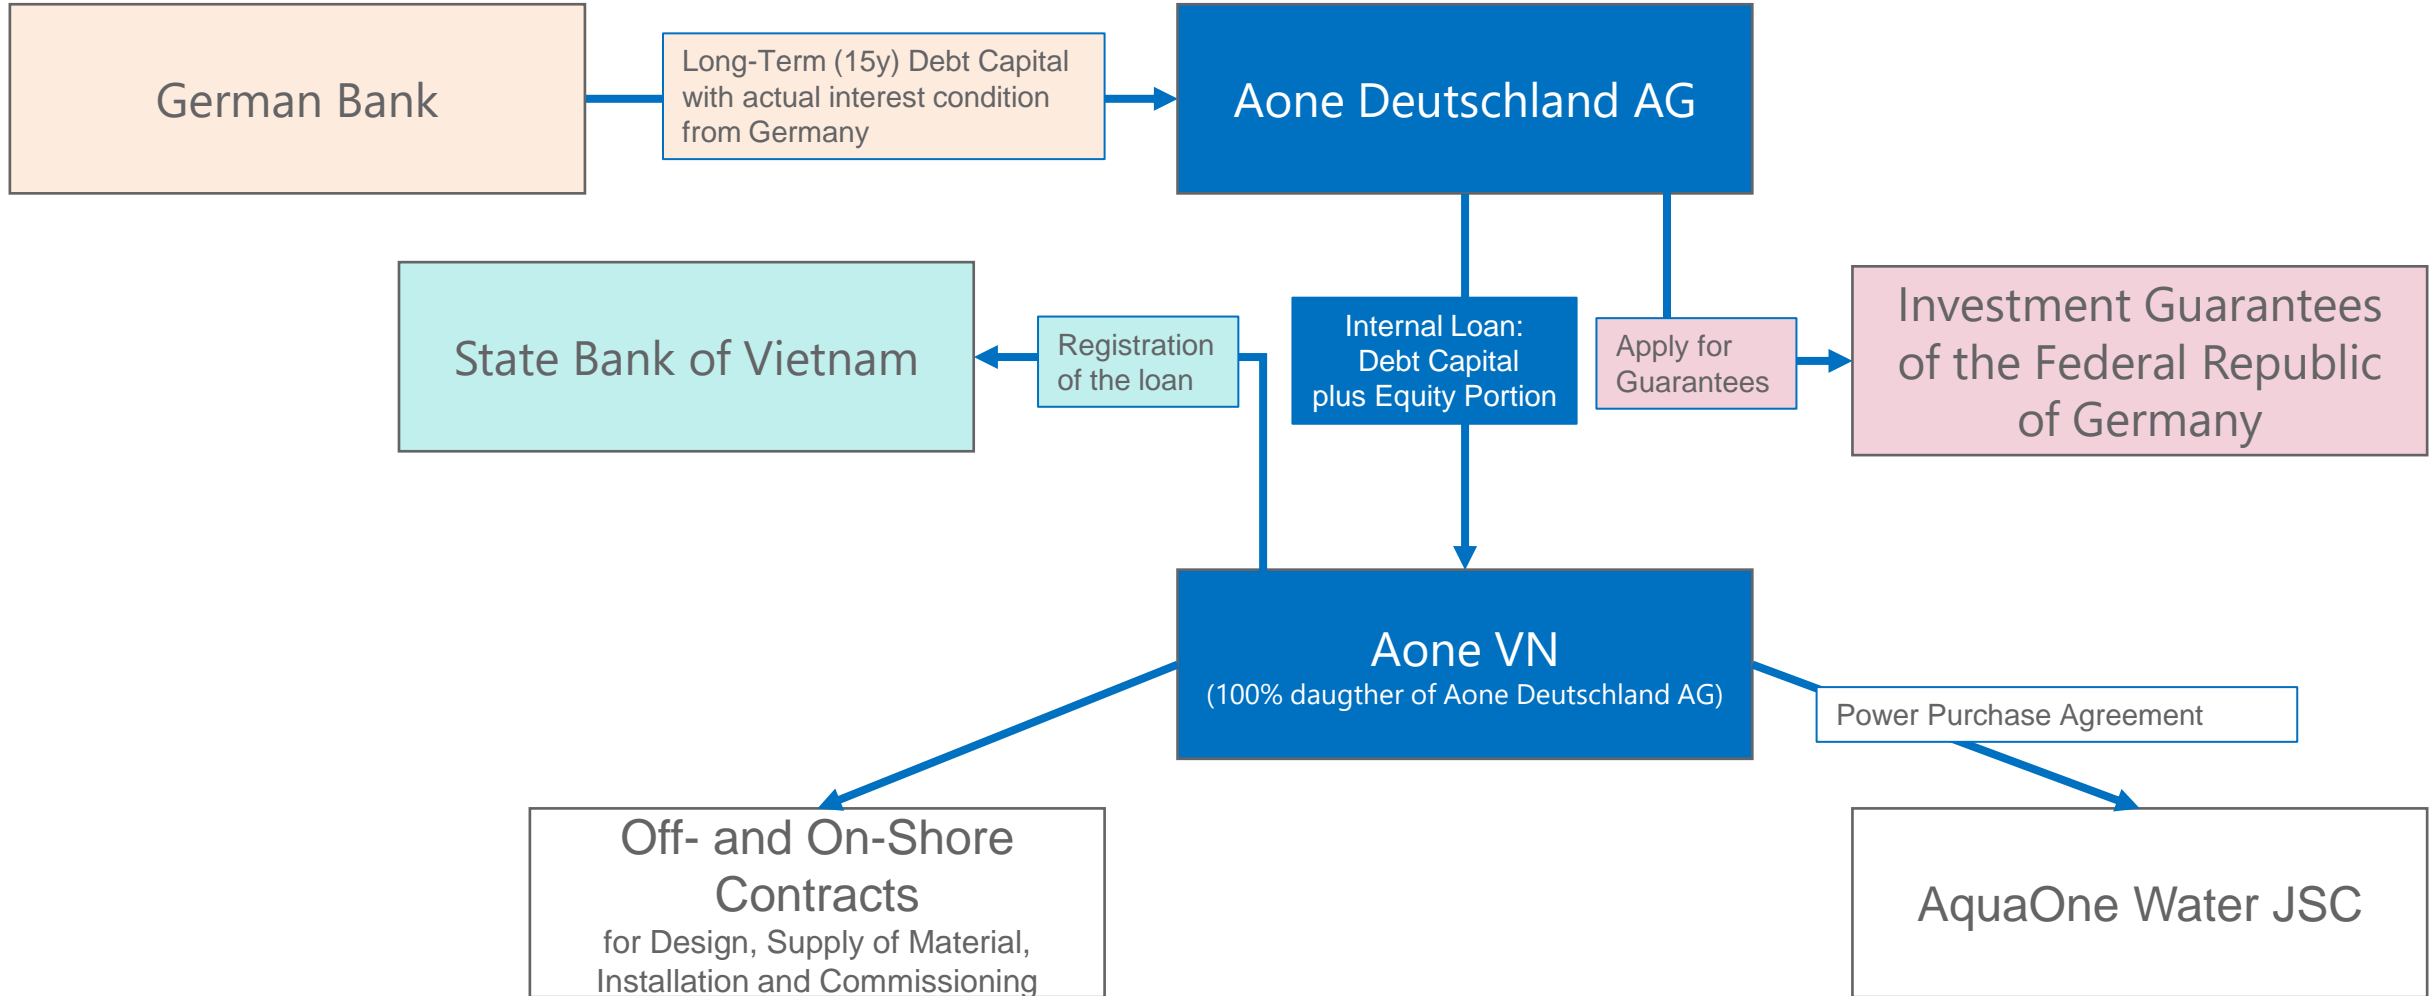 German Bank
Long-Term (15y) Debt Capital
with actual interest condition
from Germany
Aone Deutschland AG
State Bank of Vietnam
Registration
of the loan
Internal Loan:
Debt Capital
plus Equity Portion
Apply for
Guarantees
Investment Guarantees
of the Federal Republic
of Germany
Aone VN
(100% daugther of Aone Deutschland AG)
Power Purchase Agreement
Off- and On-Shore
Contracts
for Design, Supply of Material,
Installation and Commissioning
AquaOne Water JSC